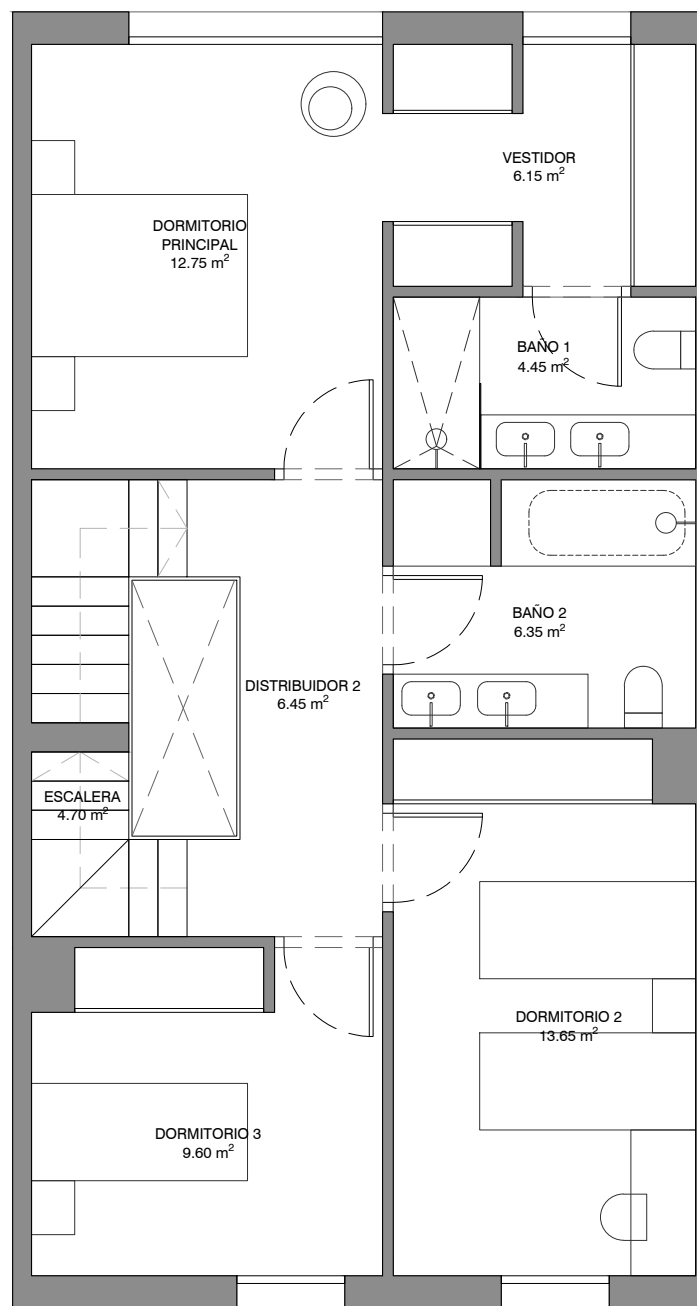 VESTIDOR
6.15 m²
DORMITORIO
PRINCIPAL
12.75 m²
BAÑO 1
4.45 m²
BAÑO 2
6.35 m²
DISTRIBUIDOR 2
6.45 m²
ESCALERA
4.70 m²
DORMITORIO 2
13.65 m²
DORMITORIO 3
9.60 m²